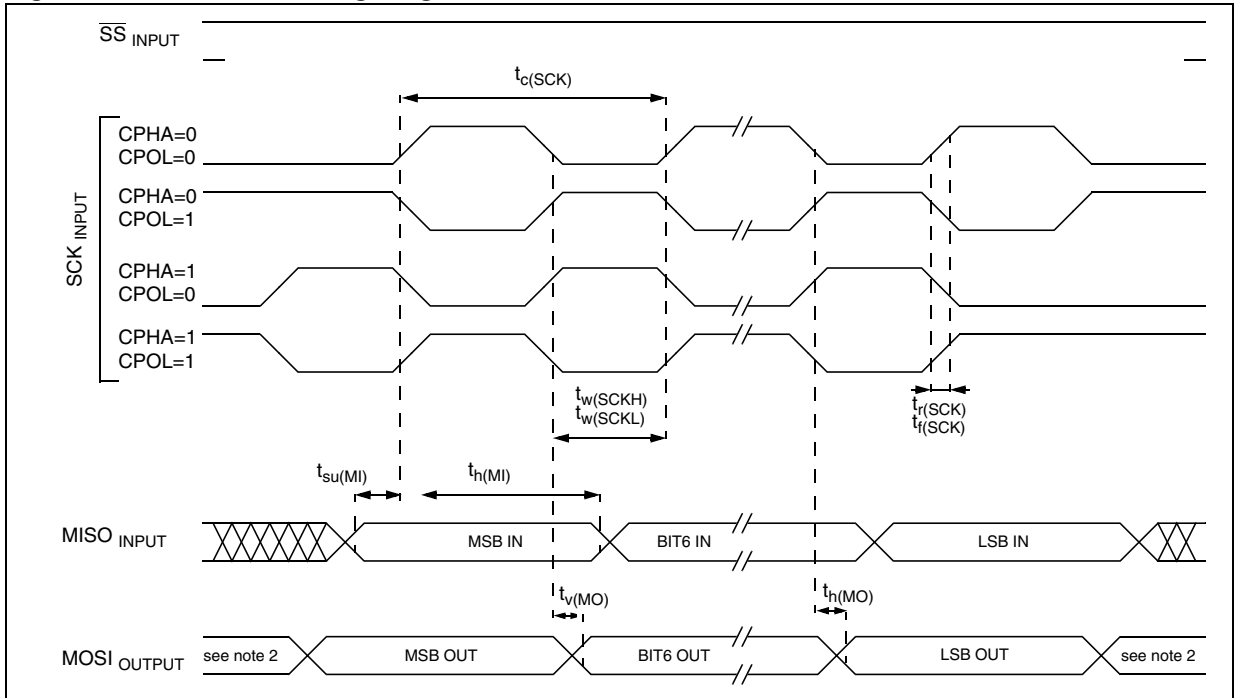 SS INPUT
tc(SCK)
SCK INPUT
CPHA=0
CPOL=0
CPHA=0
CPOL=1
CPHA=1
CPOL=0
CPHA=1
CPOL=1
tw(SCKH)
tw(SCKL)
tr(SCK)
tf(SCK)
tsu(MI)
th(MI)
MISO INPUT
MSB IN
BIT6 IN
LSB IN
tv(MO)
th(MO)
MOSI OUTPUT
see note 2
MSB OUT
BIT6 OUT
LSB OUT
see note 2